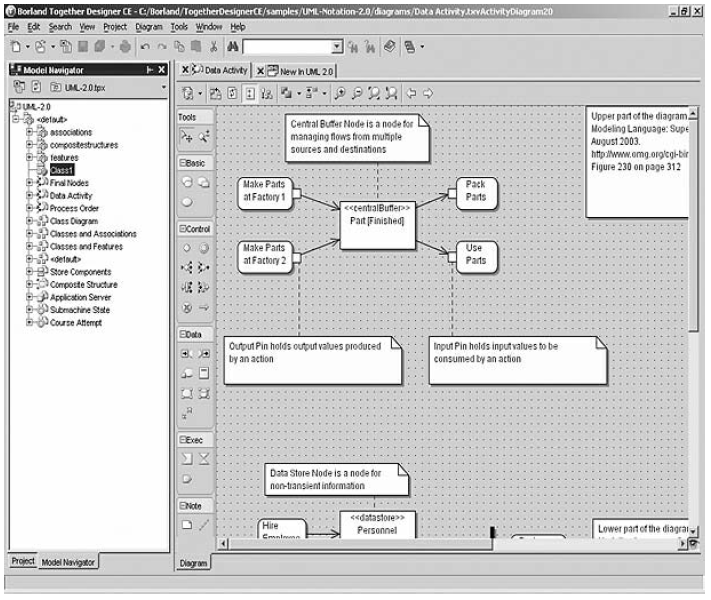 Borland Together Designer CE - C:/Borland/TogetherDesignerCE/samples/UML-Notation-2.0/diagrams/Data Activity.txvActivityDiagram20
File Edit Search View Project Diagram Tools Window Help
Model Navigator
UML-2.0.tpx
UML-2.0
<default>
associations
compositestructures
features
Class1
Final Nodes
Data Activity
Process Order
Class Diagram
Classes and Associations
Classes and Features
<default>
Store Components
Composite Structure
Application Server
Submachine State
Course Attempt
Project Model Navigator
Data Activity New In UML 2.0
Tools
Basic
Control
Data
Exec
Note
Diagram
Central Buffer Node is a node for
managing flows from multiple
sources and destinations
Upper part of the diagram
Modeling Language: Supe
August 2003.
http://www.omg.org/cgi-bin
Figure 230 on page 312
Make Parts
at Factory 1
Pack
Parts
<<centralBuffer>>
Part [Finished]
Make Parts
at Factory 2
Use
Parts
Output Pin holds output values produced
by an action
Input Pin holds input values to be
consumed by an action
Data Store Node is a node for
non-transient information
Hire
Employee
<<datastore>>
Personnel
Lower part of the diagra